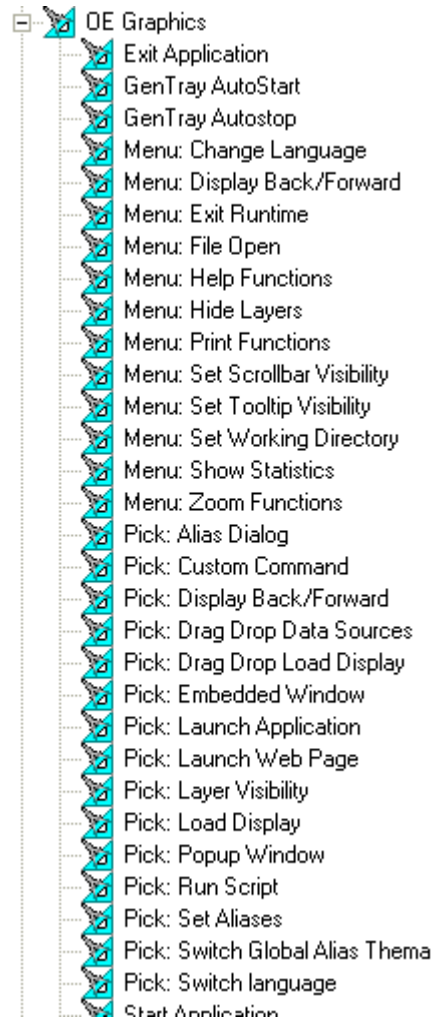 OE Graphics
Exit Application
GenTray AutoStart
GenTray Autostop
Menu: Change Language
Menu: Display Back/Forward
Menu: Exit Runtime
Menu: File Open
Menu: Help Functions
Menu: Hide Layers
Menu: Print Functions
Menu: Set Scrollbar Visibility
Menu: Set Tooltip Visibility
Menu: Set Working Directory
Menu: Show Statistics
Menu: Zoom Functions
Pick: Alias Dialog
Pick: Custom Command
Pick: Display Back/Forward
Pick: Drag Drop Data Sources
Pick: Drag Drop Load Display
Pick: Embedded Window
Pick: Launch Application
Pick: Launch Web Page
Pick: Layer Visibility
Pick: Load Display
Pick: Popup Window
Pick: Run Script
Pick: Set Aliases
Pick: Switch Global Alias Thema
Pick: Switch language
Start Application